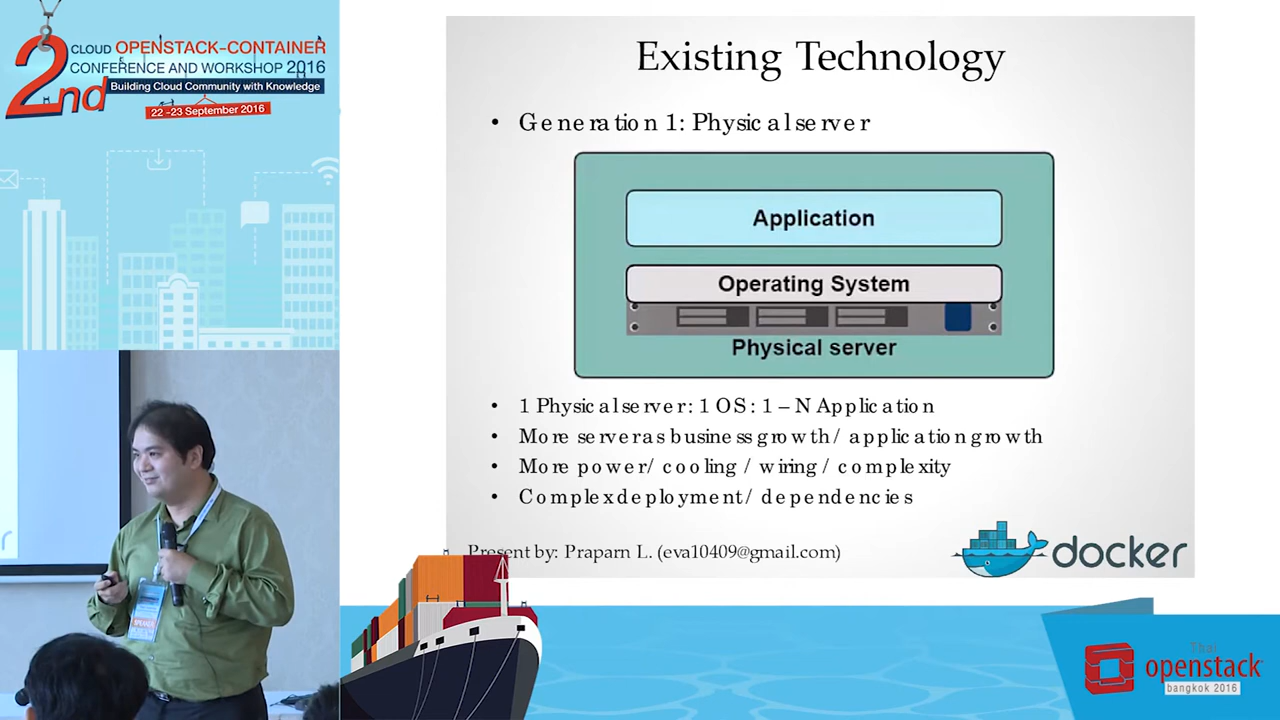 2nd
CLOUD OPENSTACK-CONTAINER
CONFERENCE AND WORKSHOP 2016
Building Cloud Community with Knowledge
22 -23 September 2016
Existing Technology
• Generation 1: Physical server
Application
Operating System
Physical server
• 1 Physical server: 1 OS : 1 – N Application
• More server as business growth/ application growth
• More power/ cooling / wiring / complexity
• Complex deployment/ dependencies
Present by: Praparn L. (eva10409@gmail.com)
docker
SPEAKER
Thai
openstack
bangkok 2016